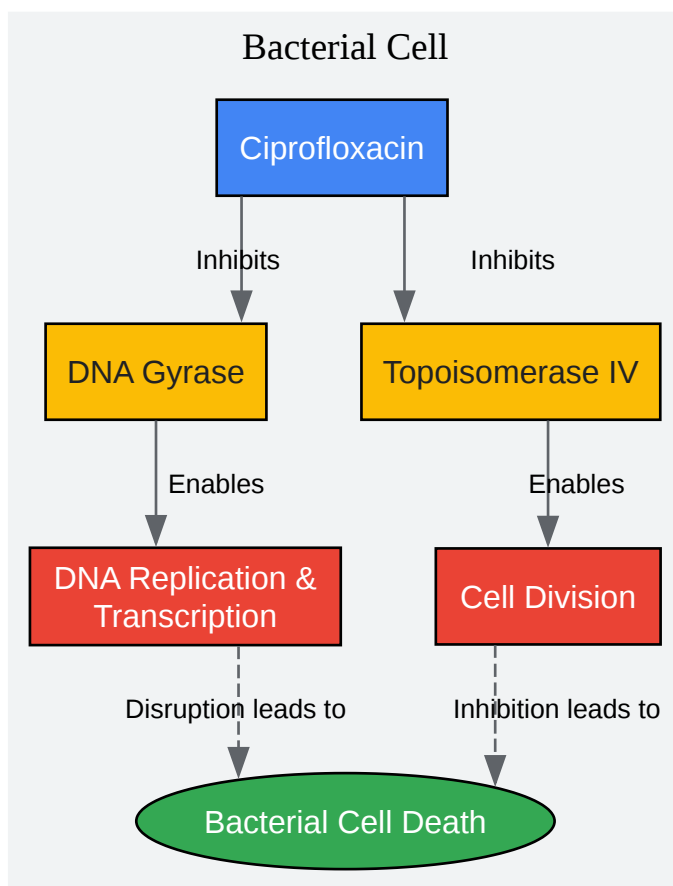 Bacterial Cell
Ciprofloxacin
Inhibits
Inhibits
DNA Gyrase
Topoisomerase IV
Enables
Enables
DNA Replication &
Transcription
Cell Division
Disruption leads to
Inhibition leads to
Bacterial Cell Death